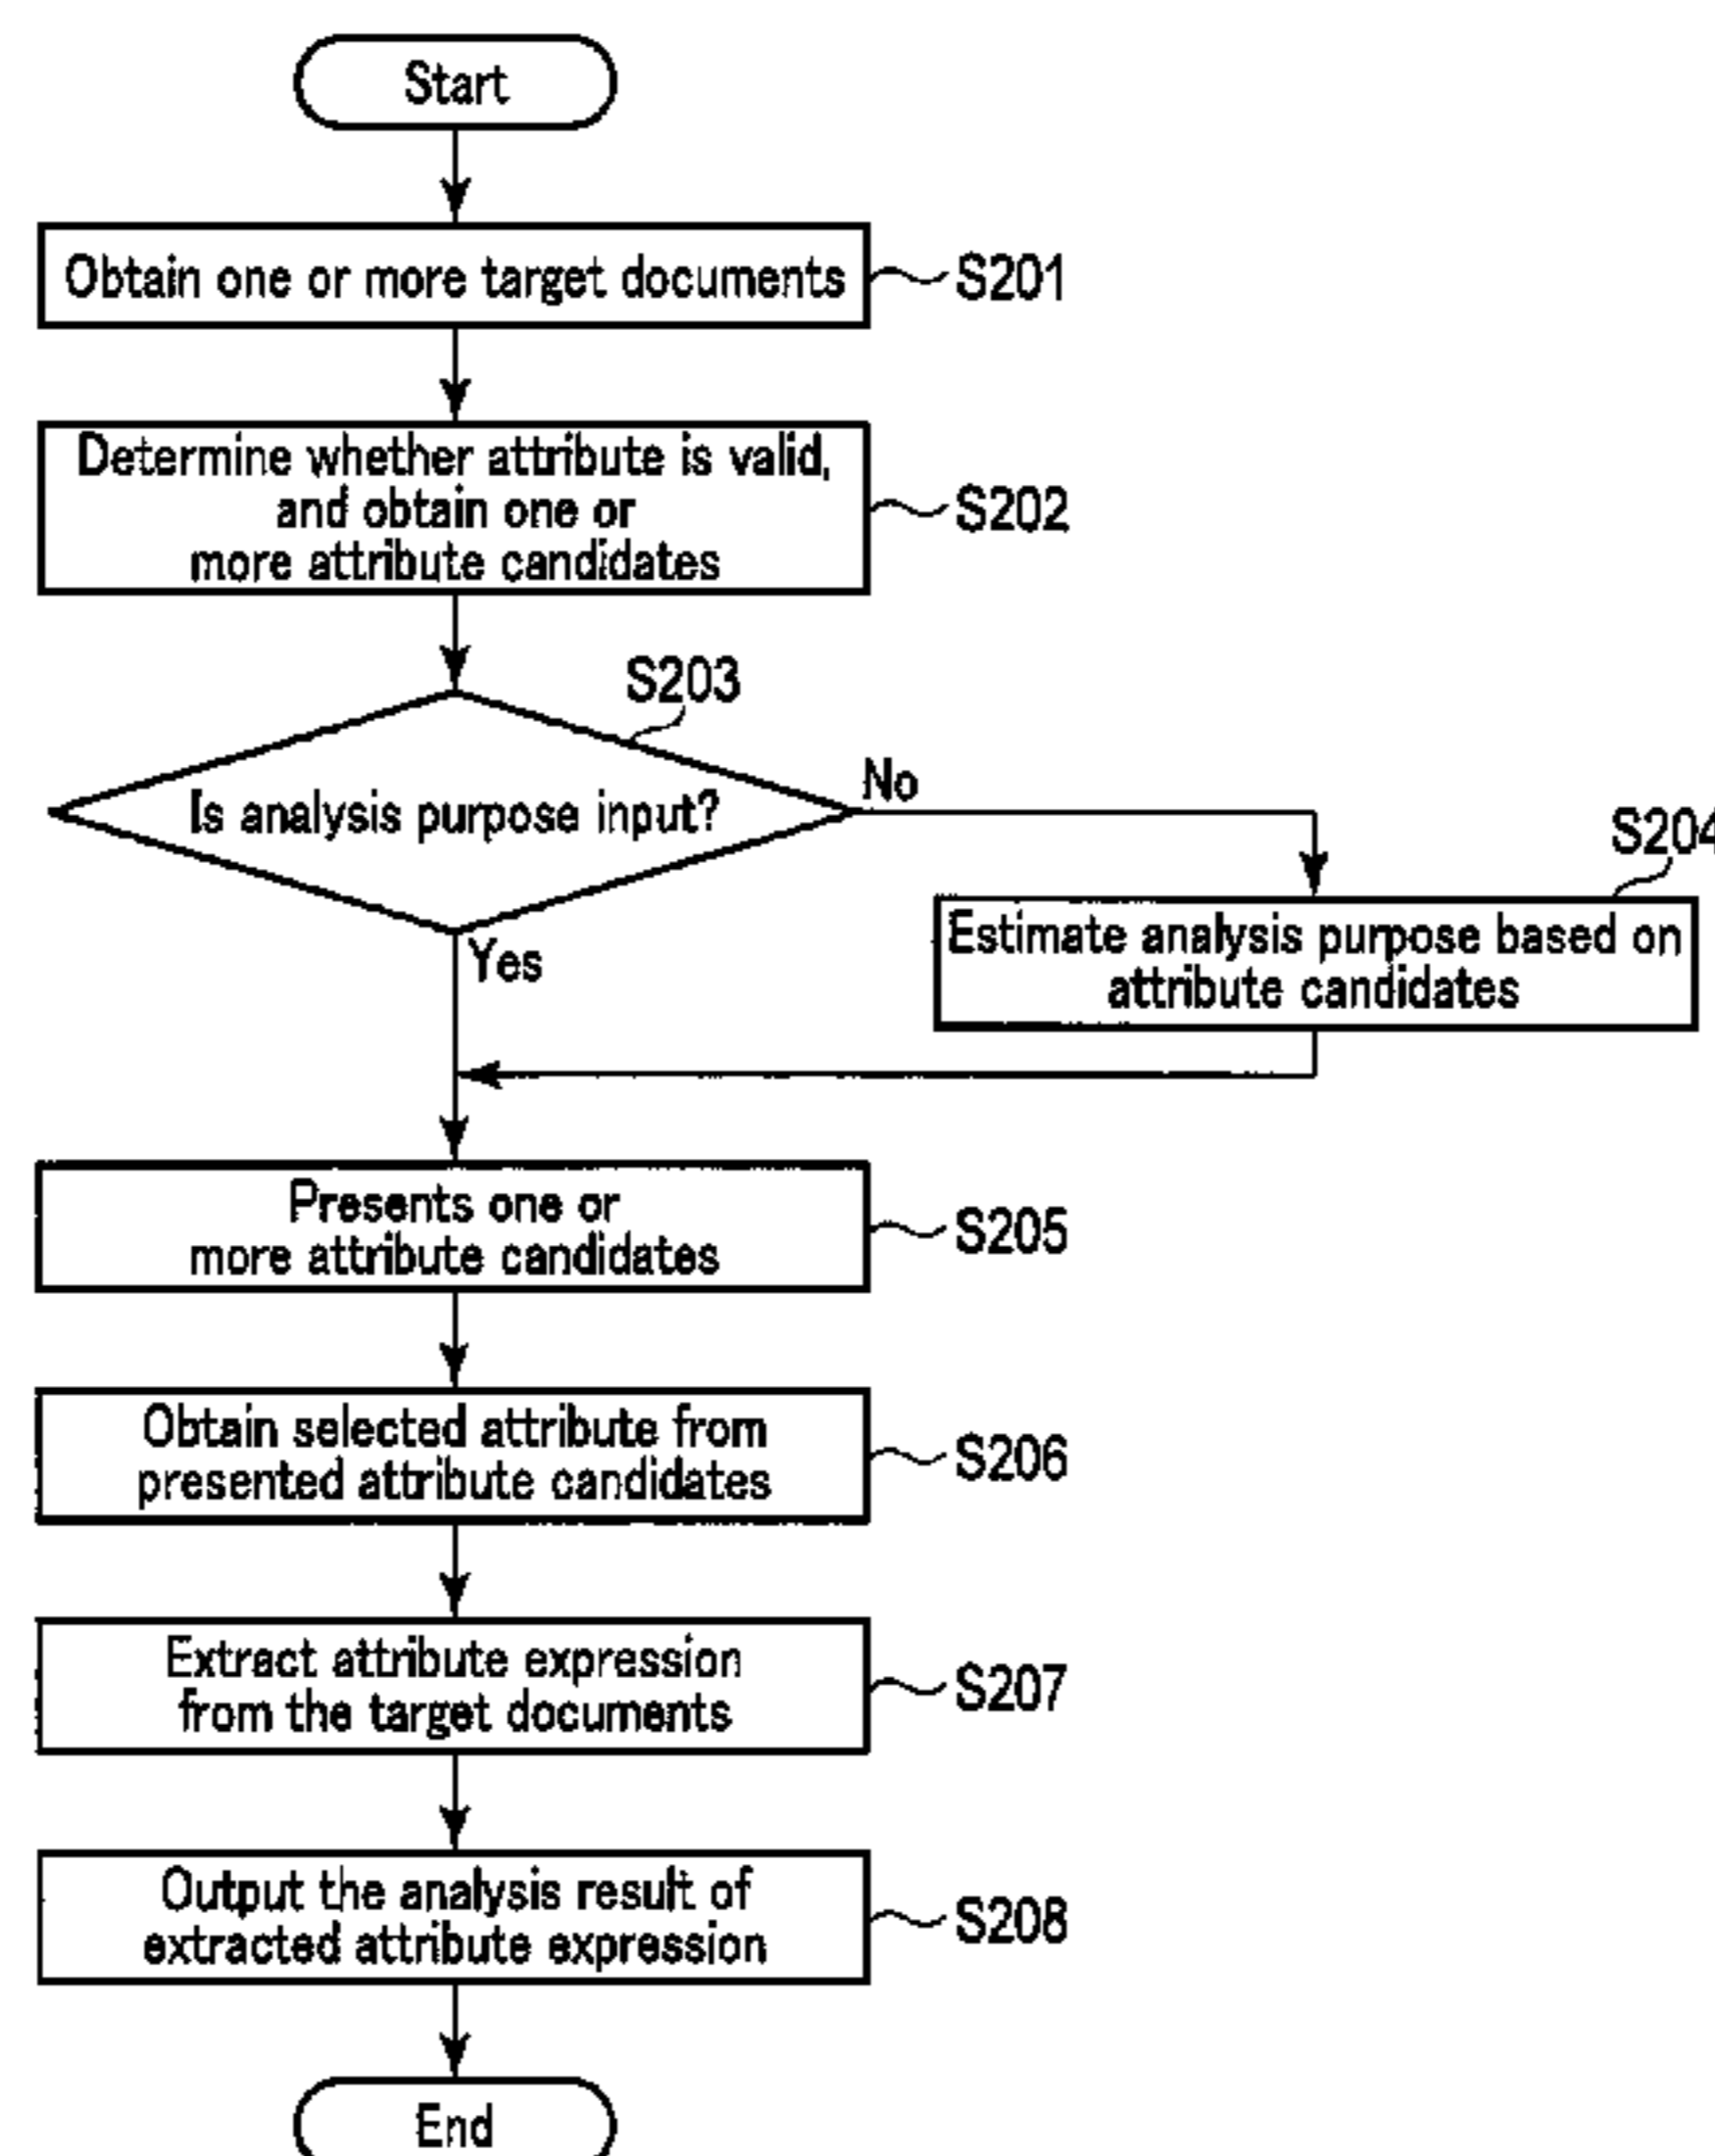 Start
Obtain one or more target documents
S201
Determine whether attribute is valid,
and obtain one or
more attribute candidates
S202
S203
Is analysis purpose input?
No
Yes
S204
Estimate analysis purpose based on
attribute candidates
Presents one or
more attribute candidates
S205
Obtain selected attribute from
presented attribute candidates
S206
Extract attribute expression
from the target documents
S207
Output the analysis result of
extracted attribute expression
S208
End